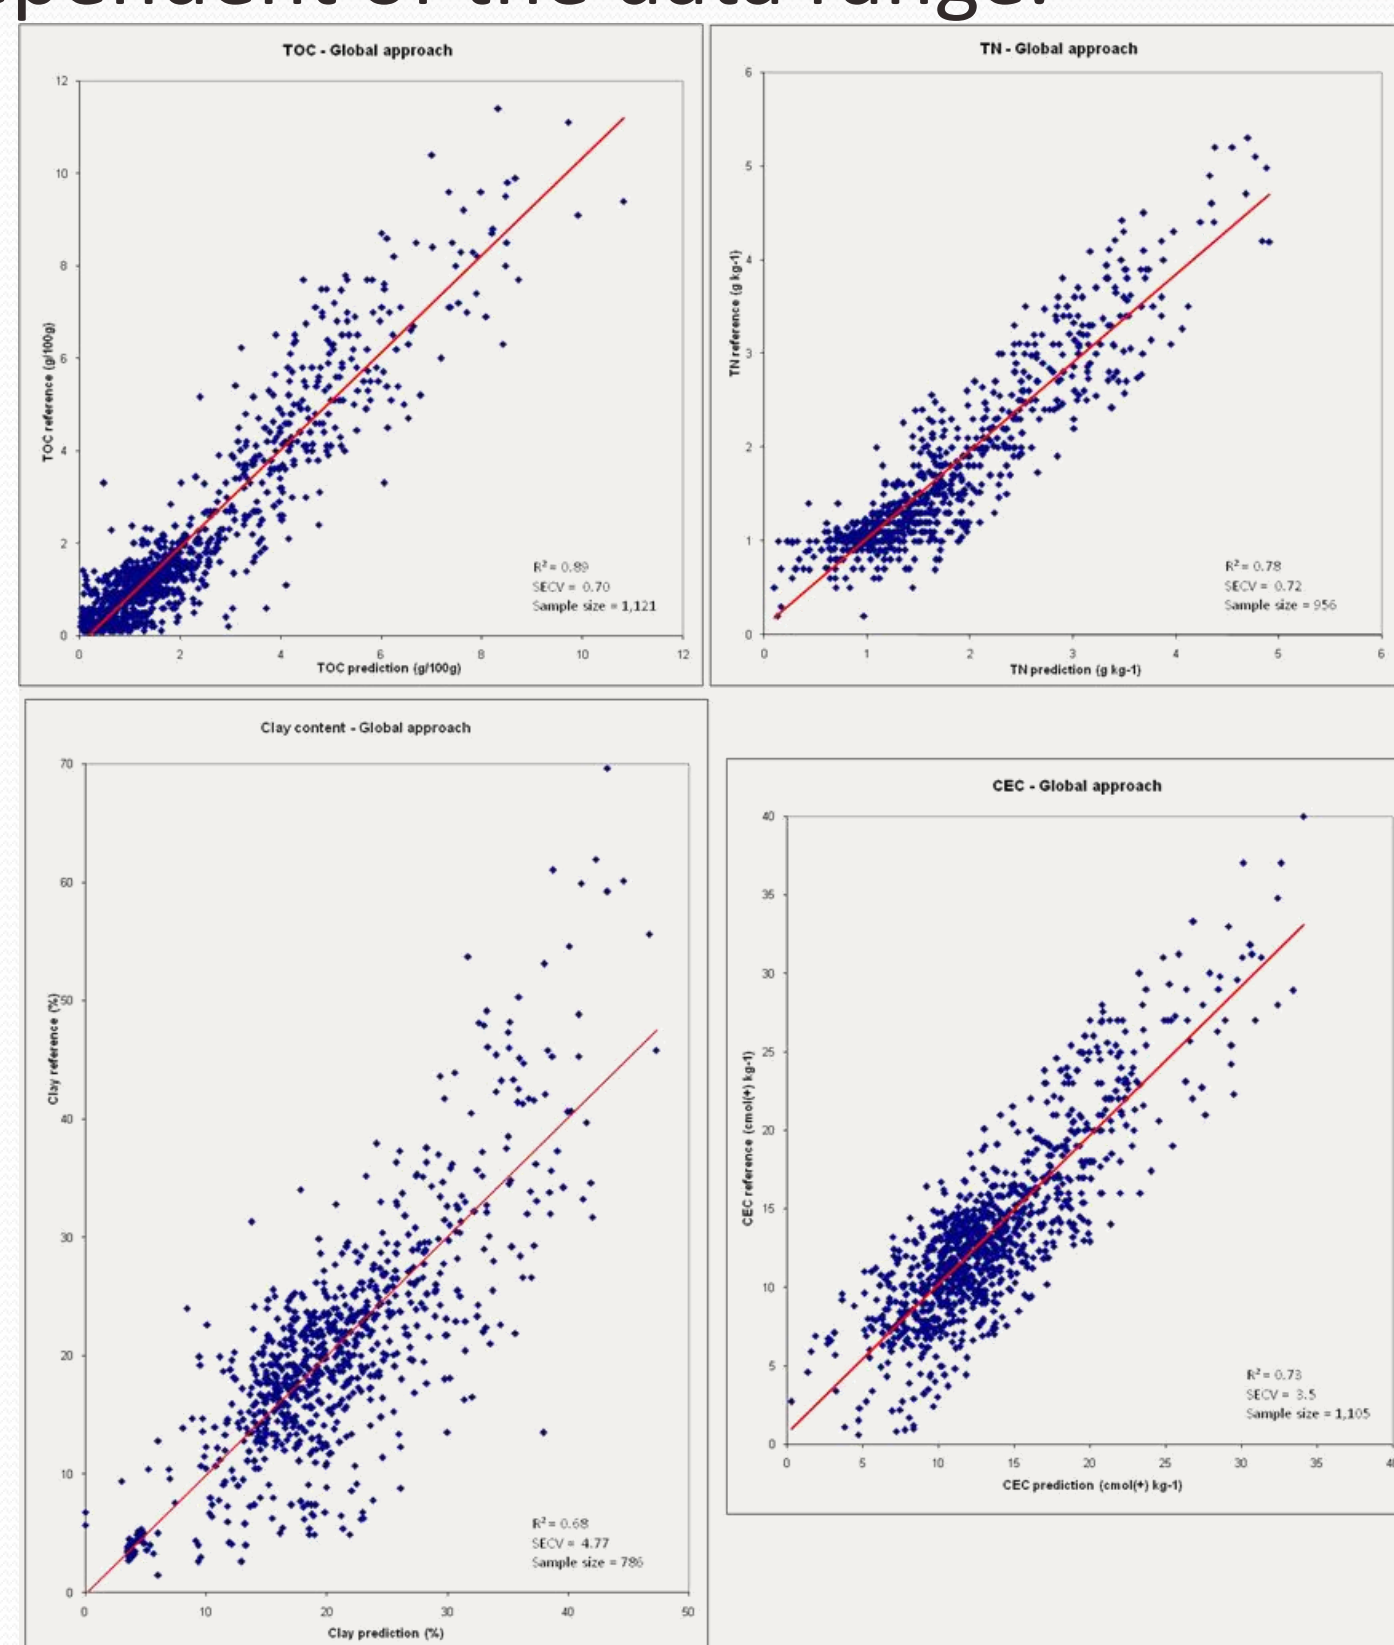 pendent of the data range.
TOC - Global approach
12
10
8
6
4
2
0
TOC reference (g/100g)
0 2 4 6 8 10 12
TOC prediction (g/100g)
R² = 0.89
SECV = 0.70
Sample size = 1,121
TN - Global approach
6
5
4
3
2
1
0
TN reference (g kg-1)
0 1 2 3 4 5 6
TN prediction (g kg-1)
R² = 0.78
SECV = 0.72
Sample size = 956
Clay content - Global approach
70
60
50
40
30
20
10
0
Clay reference (%)
0 10 20 30 40 50
Clay prediction (%)
R² = 0.68
SECV = 4.77
Sample size = 786
CEC - Global approach
40
35
30
25
20
15
10
5
0
CEC reference (cmol(+) kg-1)
0 5 10 15 20 25 30 35
CEC prediction (cmol(+) kg-1)
R² = 0.73
SECV = 3.5
Sample size = 1,105